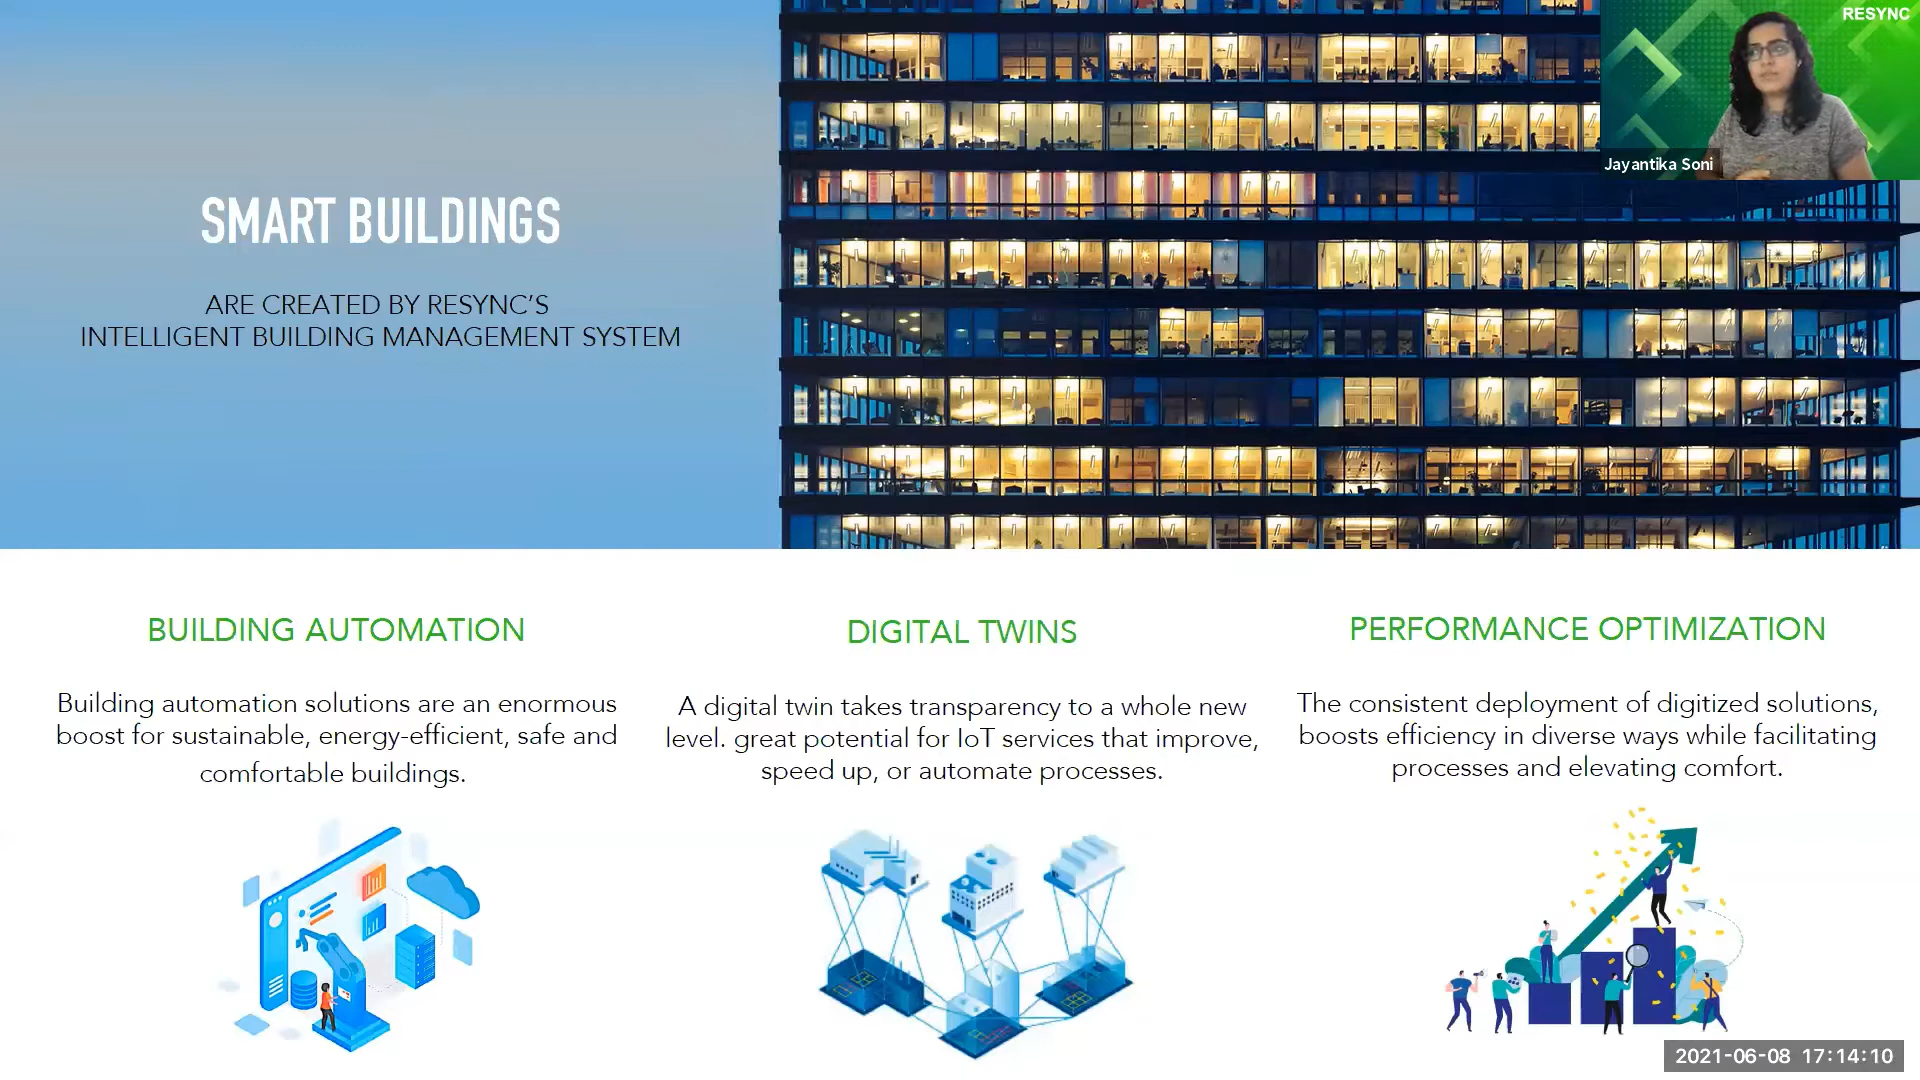 RESYNC
Jayantika Soni
SMART BUILDINGS
ARE CREATED BY RESYNC’S
INTELLIGENT BUILDING MANAGEMENT SYSTEM
BUILDING AUTOMATION
Building automation solutions are an enormous
boost for sustainable, energy-efficient, safe and
comfortable buildings.
DIGITAL TWINS
A digital twin takes transparency to a whole new
level. great potential for IoT services that improve,
speed up, or automate processes.
PERFORMANCE OPTIMIZATION
The consistent deployment of digitized solutions,
boosts efficiency in diverse ways while facilitating
processes and elevating comfort.
2021-06-08 17:14:10